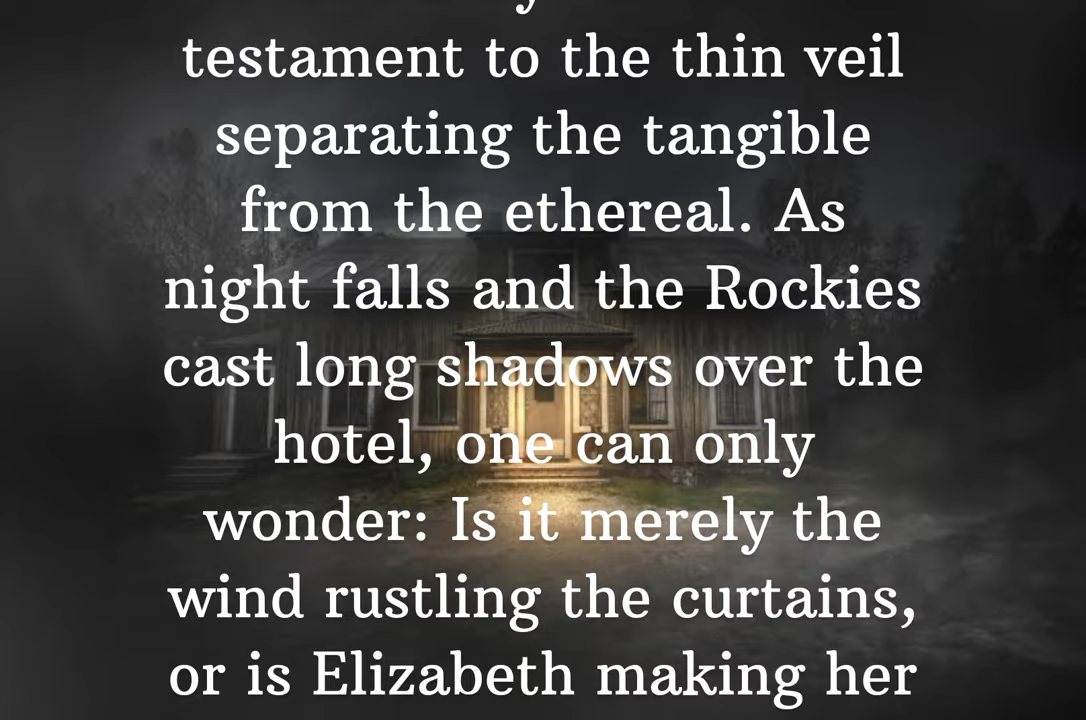 testament to the thin veil
separating the tangible
from the ethereal. As
night falls and the Rockies
cast long shadows over the
hotel, one can only
wonder: Is it merely the
wind rustling the curtains,
or is Elizabeth making her